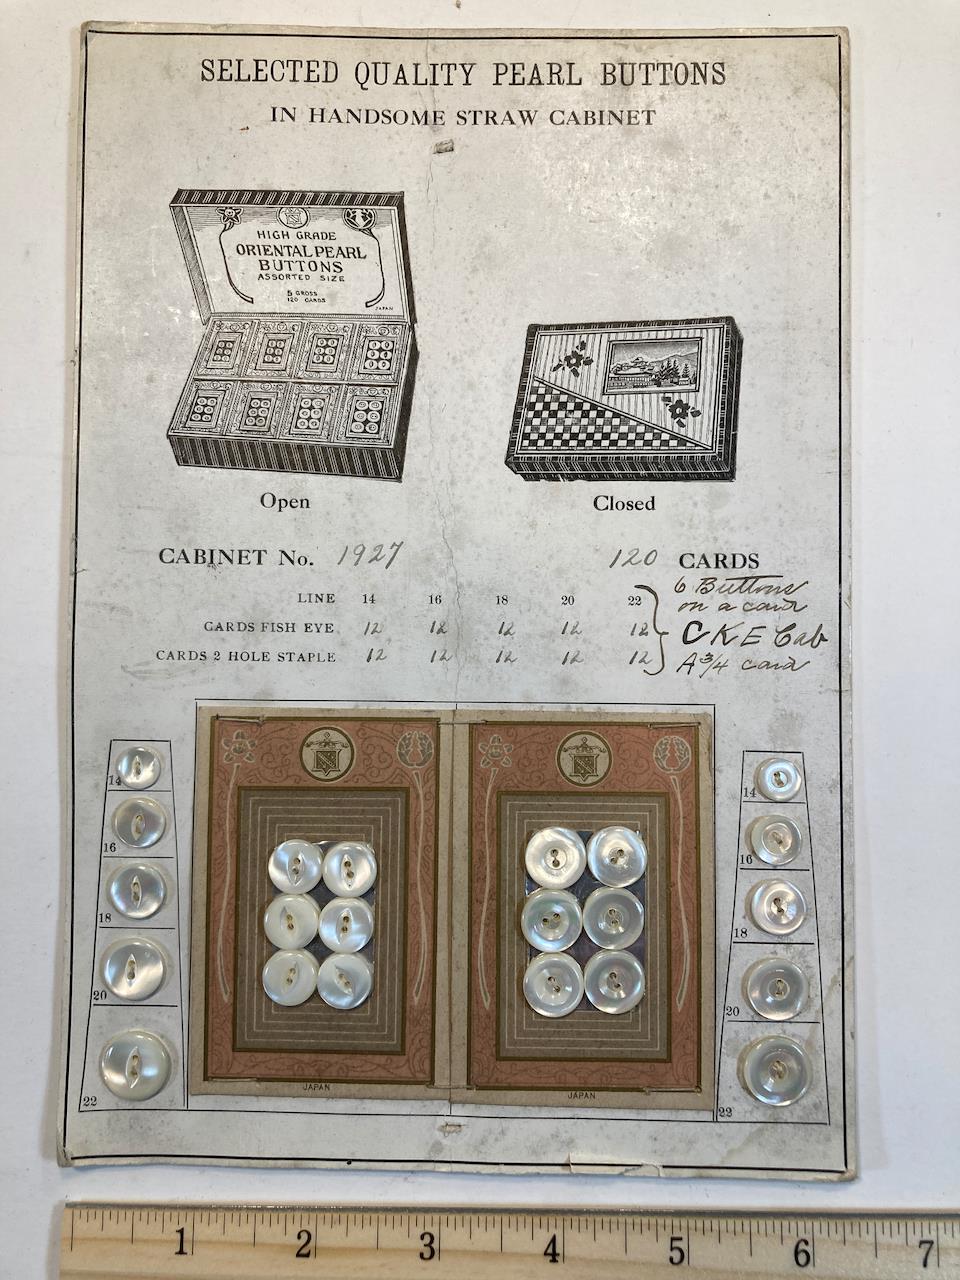 SELECTED QUALITY PEARL BUTTONS
IN HANDSOME STRAW CABINET
HIGH GRADE
ORIENTAL PEARL
BUTTONS
ASSORTED SIZE
5 GROSS
120 CARDS
JAPAN
Open
Closed
CABINET No. 1927
120 CARDS
6 Buttons
on a card
LINE 14 16 18 20 22
CARDS FISH EYE 12 12 12 12 12
CKE Cab
CARDS 2 HOLE STAPLE 12 12 12 12 12
A 3/4 card
14
16
18
20
22
JAPAN
JAPAN
14
16
18
20
22
1 2 3 4 5 6 7